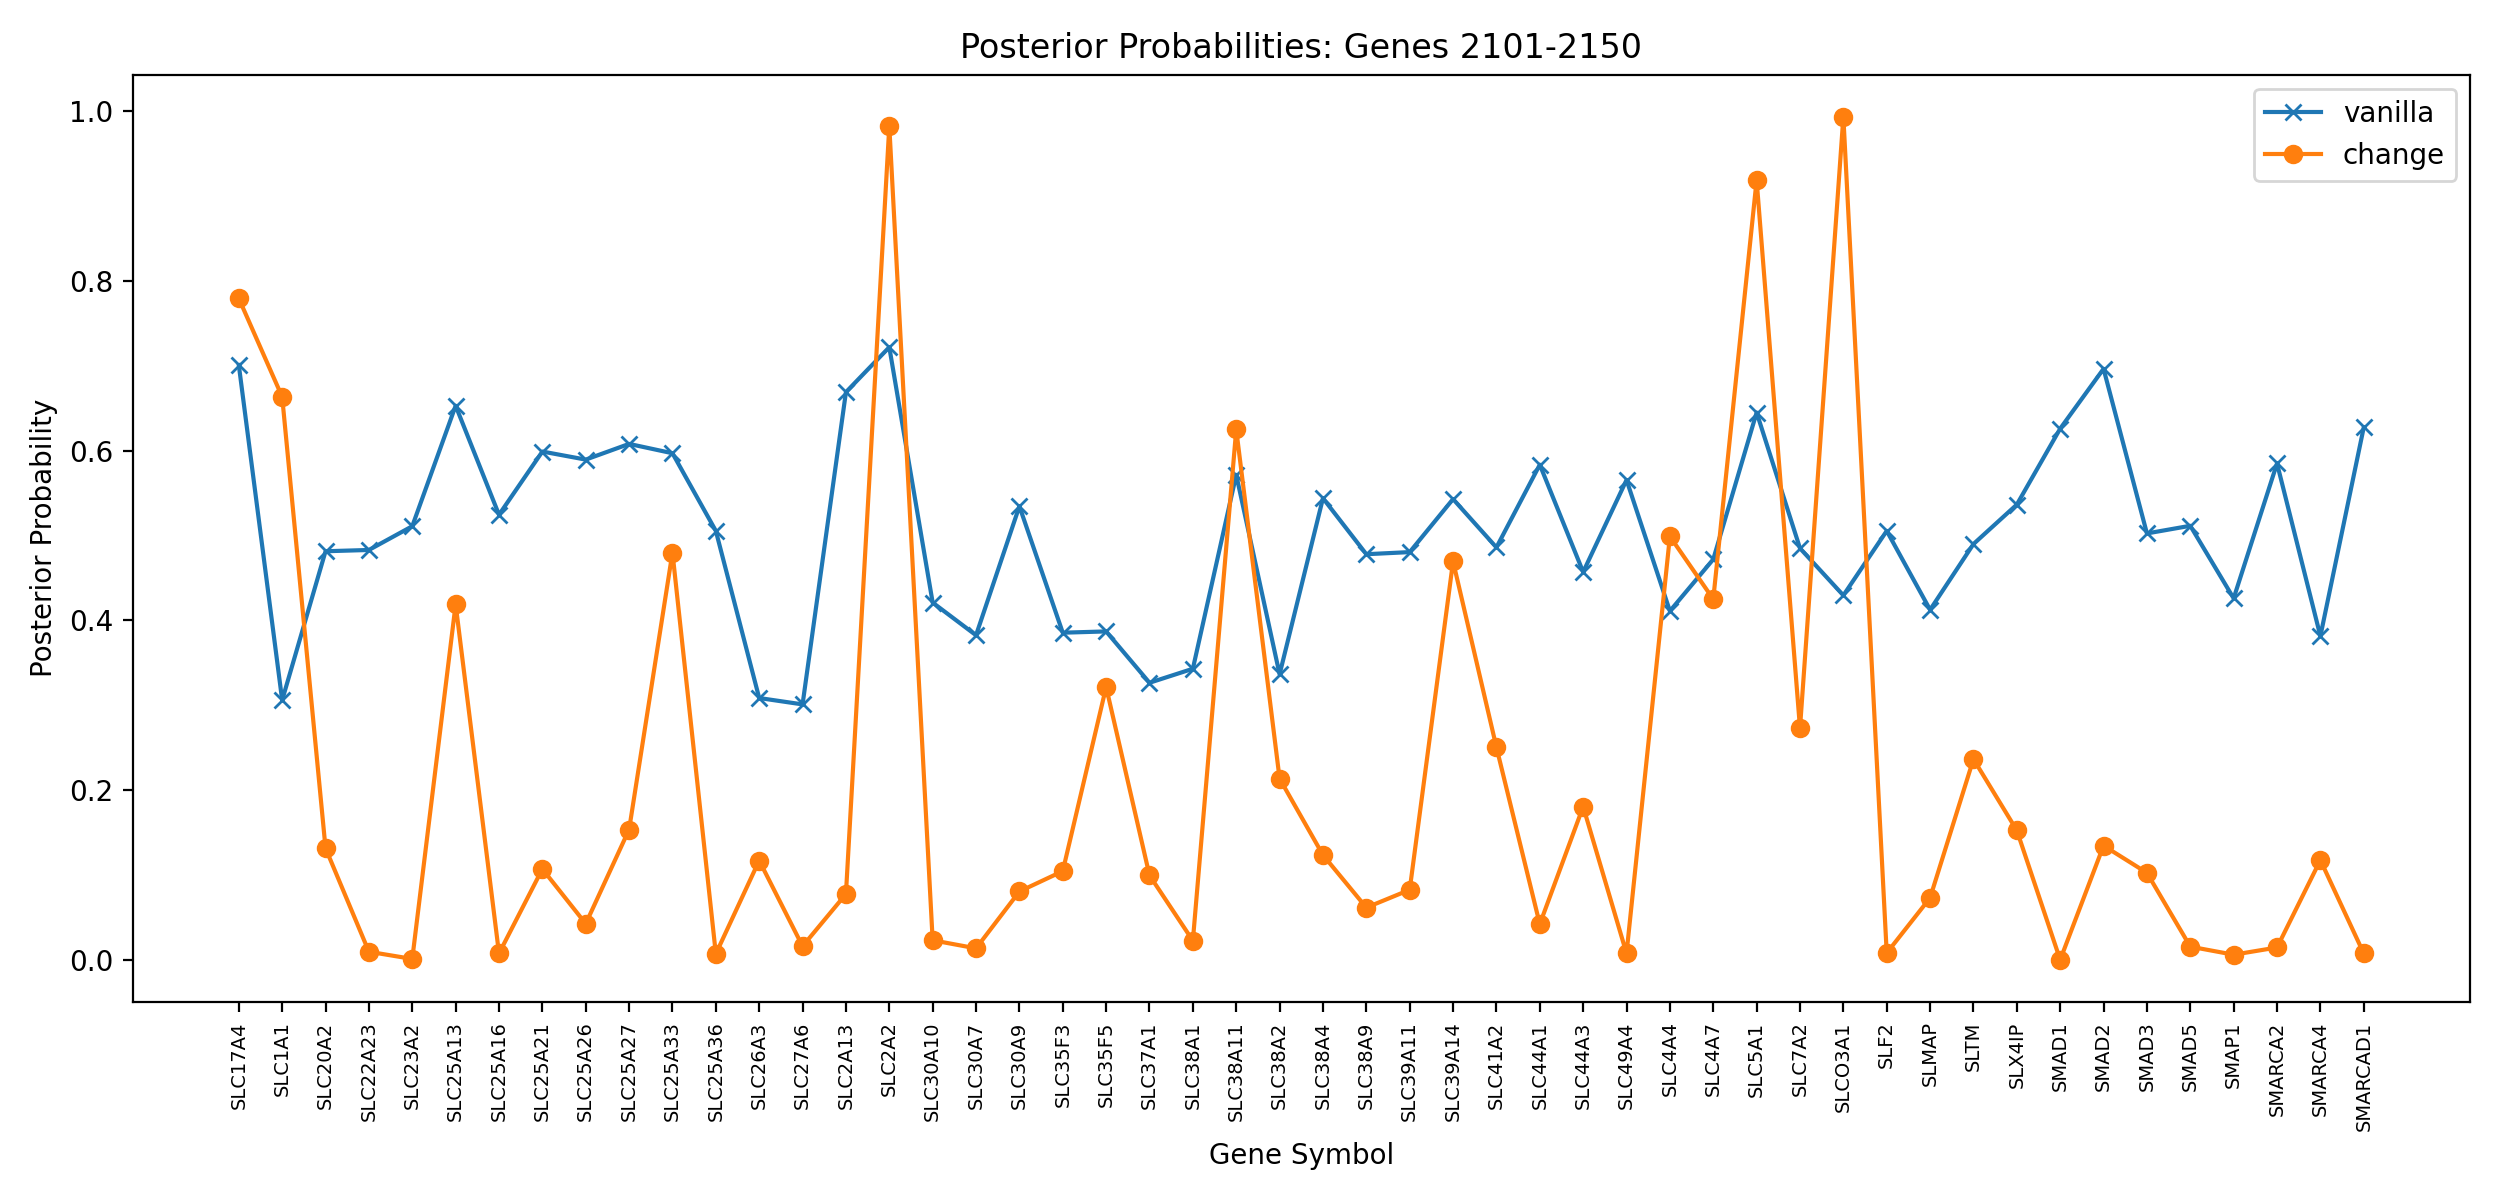 Posterior Probabilities: Genes 2101-2150
vanilla
change
Posterior Probability
1.0
0.8
0.6
0.4
0.2
0.0
SLC17A4
SLC1A1
SLC20A2
SLC22A23
SLC23A2
SLC25A13
SLC25A16
SLC25A21
SLC25A26
SLC25A27
SLC25A33
SLC25A36
SLC26A3
SLC27A6
SLC2A13
SLC2A2
SLC30A10
SLC30A7
SLC30A9
SLC35F3
SLC35F5
SLC37A1
SLC38A1
SLC38A11
SLC38A2
SLC38A4
SLC38A9
SLC39A11
SLC39A14
SLC41A2
SLC44A1
SLC44A3
SLC49A4
SLC4A4
SLC4A7
SLC5A1
SLC7A2
SLCO3A1
SLF2
SLMAP
SLTM
SLX4IP
SMAD1
SMAD2
SMAD3
SMAD5
SMAP1
SMARCA2
SMARCA4
SMARCAD1
Gene Symbol